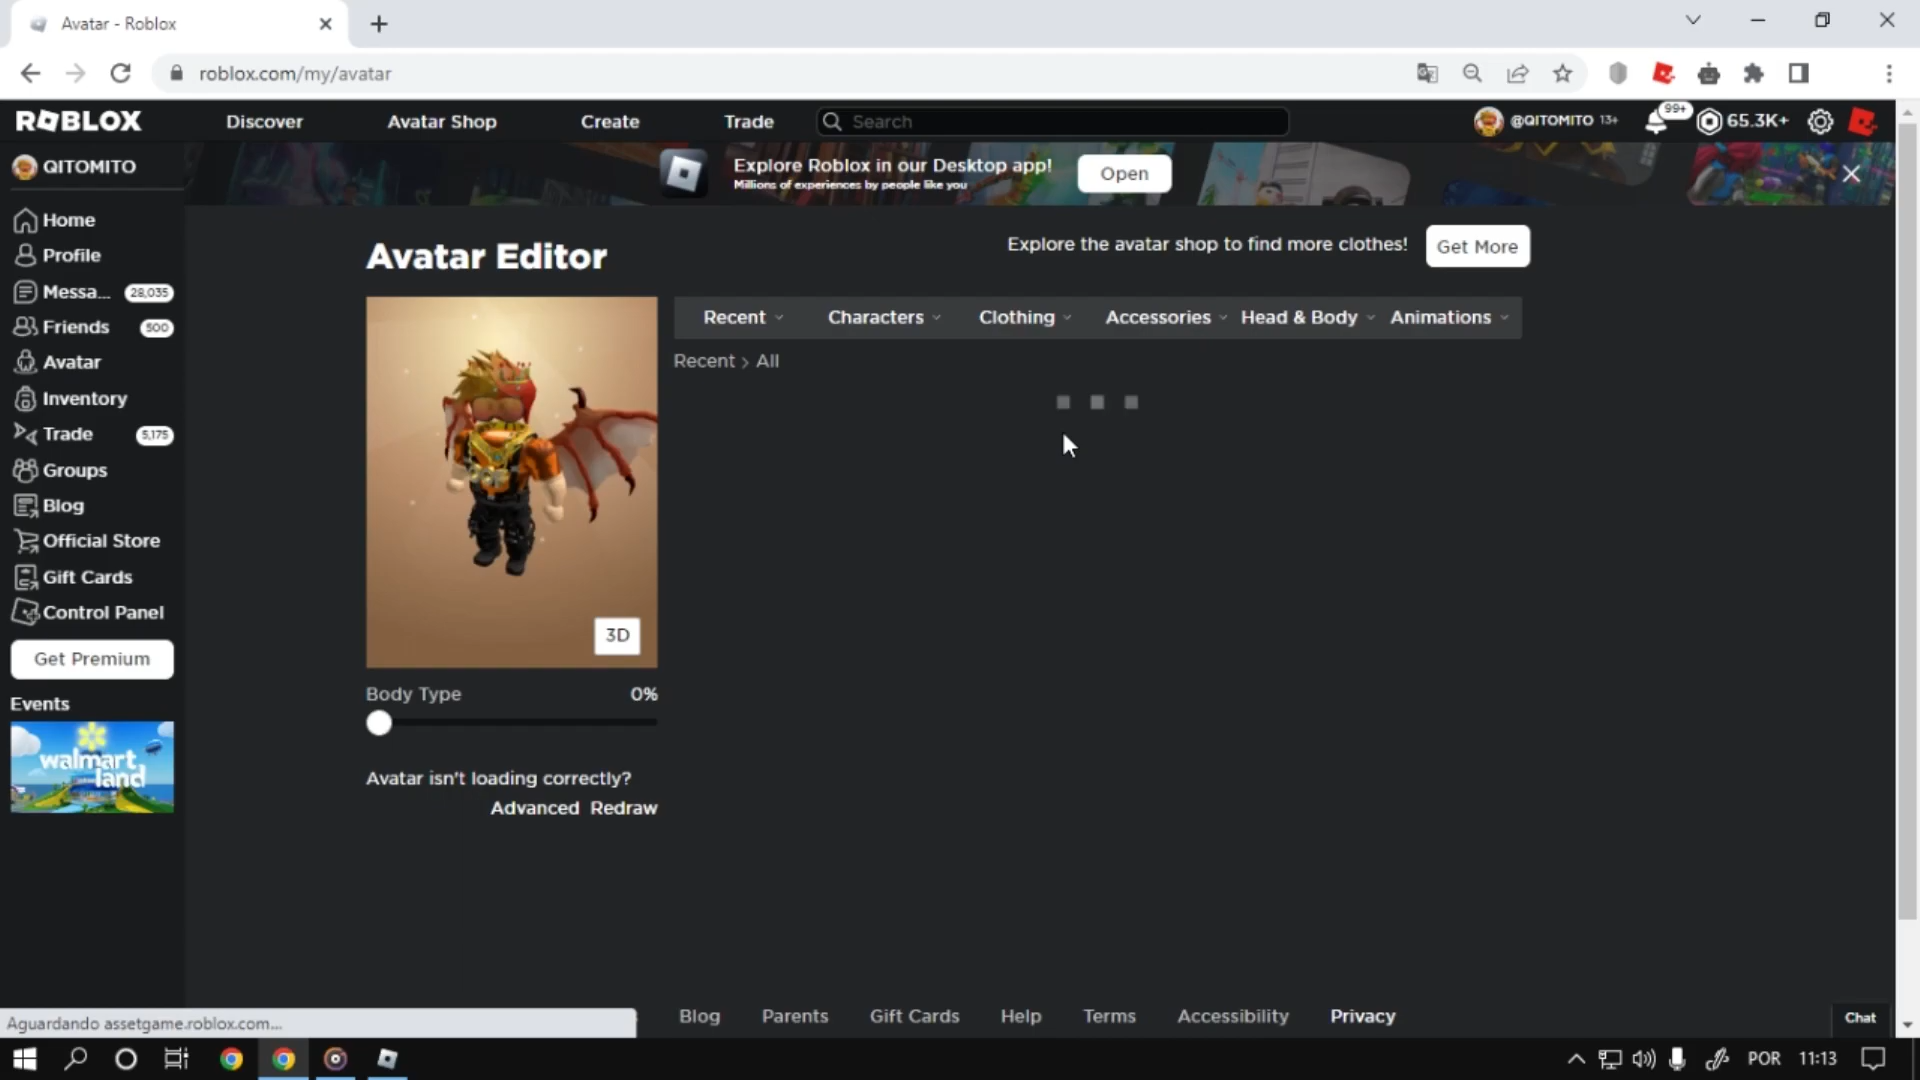 Avatar - Roblox
roblox.com/my/avatar
ROBLOX
Discover
Avatar Shop
Create
Trade
Search
@QITOMITO 13+
99+
65.3K+
QITOMITO
Explore Roblox in our Desktop app!
Millions of experiences by people like you
Open
Home
Profile
Messa... 28,035
Friends 500
Avatar
Inventory
Trade 5,175
Groups
Blog
Official Store
Gift Cards
Control Panel
Get Premium
Events
walmart
land
Avatar Editor
Explore the avatar shop to find more clothes!
Get More
Recent
Characters
Clothing
Accessories
Head & Body
Animations
Recent > All
3D
Body Type 0%
Avatar isn't loading correctly?
Advanced Redraw
Blog
Parents
Gift Cards
Help
Terms
Accessibility
Privacy
Chat
Aguardando assetgame.roblox.com...
POR
11:13